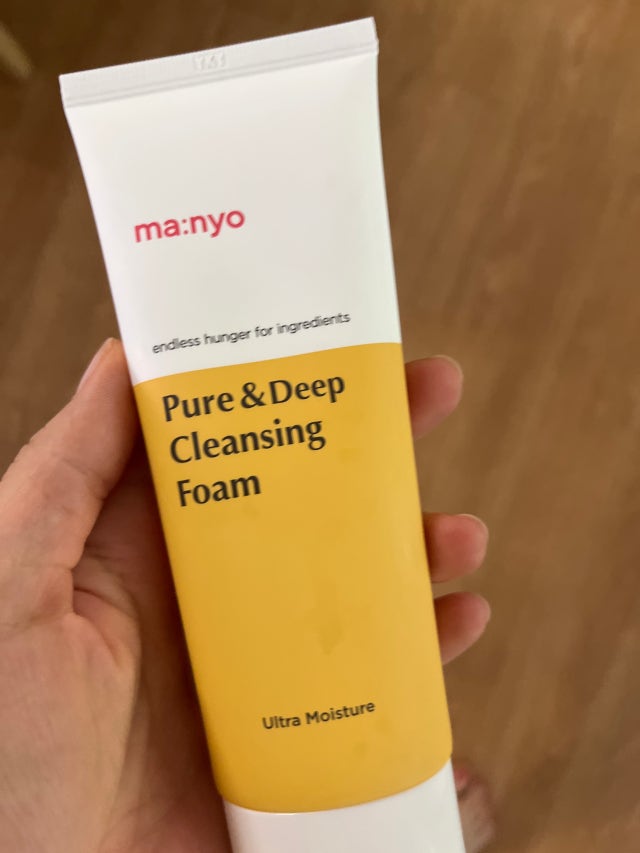 ma:nyo
endless hunger for ingredients
Pure & Deep
Cleansing
Foam
Ultra Moisture